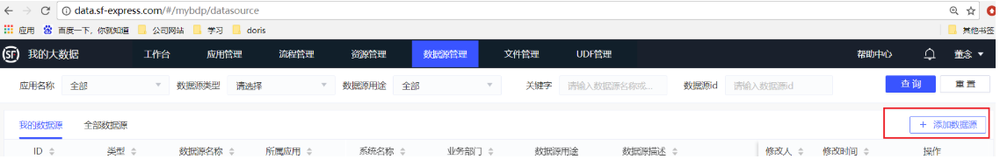 data.sf-express.com/#/mybdp/datasource
应用 百度一下，你就知道 公司网站 学习 doris 其他书签
SF 我的大数据 工作台 应用管理 流程管理 资源管理 数据源管理 文件管理 UDF管理 帮助中心 董念
应用名称 全部 数据源类型 请选择 数据源用途 全部 关键字 请输入数据源名称或... 数据源id 请输入数据源id 查询 重置
我的数据源 全部数据源 + 添加数据源
ID 类型 数据源名称 所属应用 系统名称 业务部门 数据源用途 数据源描述 修改人 修改时间 操作